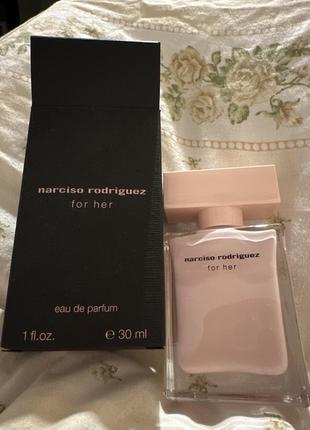 narciso rodriguez
for her
eau de parfum
1 fl.oz. ℮ 30 ml
narciso rodriguez
for her